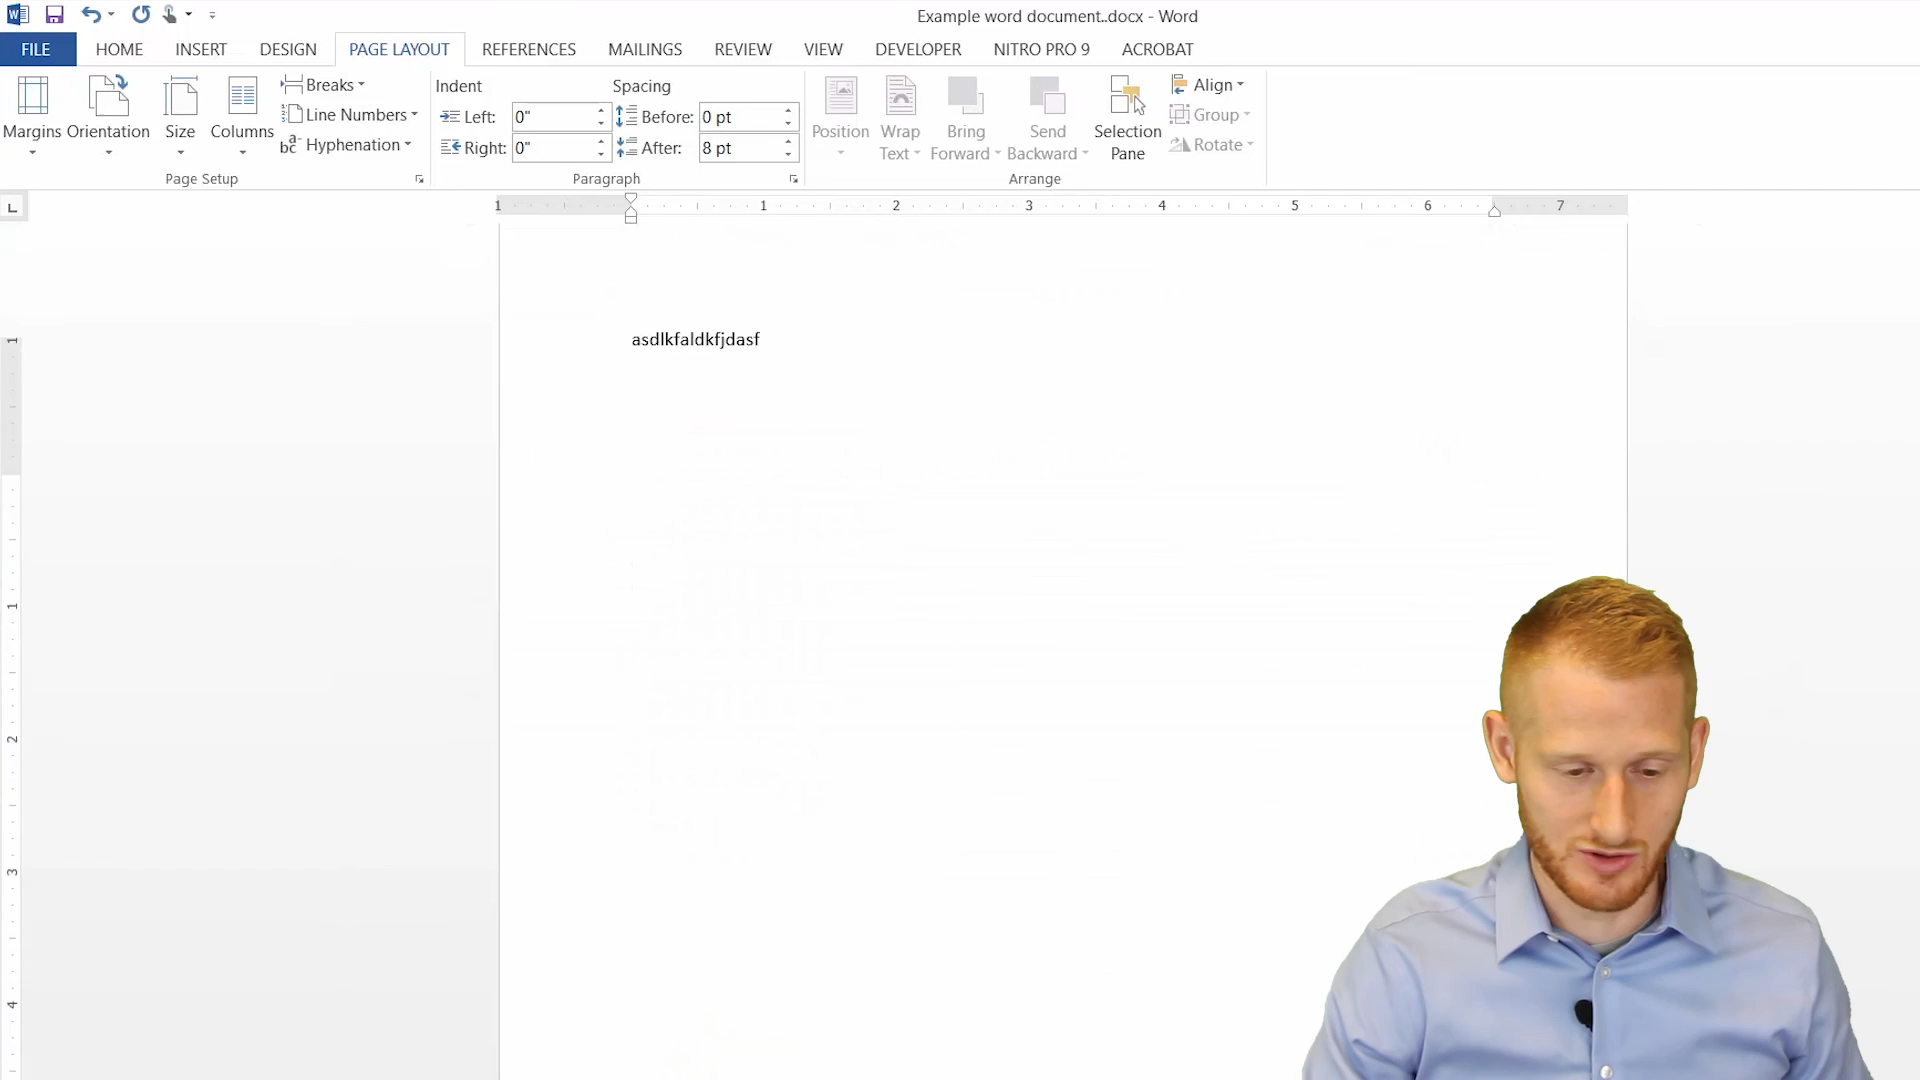 Example word document..docx - Word
FILE HOME INSERT DESIGN PAGE LAYOUT REFERENCES MAILINGS REVIEW VIEW DEVELOPER NITRO PRO 9 ACROBAT
Margins
Orientation
Size
Columns
Breaks
Line Numbers
Hyphenation
Page Setup
Indent
Left: 0"
Right: 0"
Spacing
Before: 0 pt
After: 8 pt
Paragraph
Position
Wrap
Text
Bring
Forward
Send
Backward
Selection
Pane
Align
Group
Rotate
Arrange
1 1 2 3 4 5 6 7
asdlkfaldkfjdasf
1
1
2
3
4